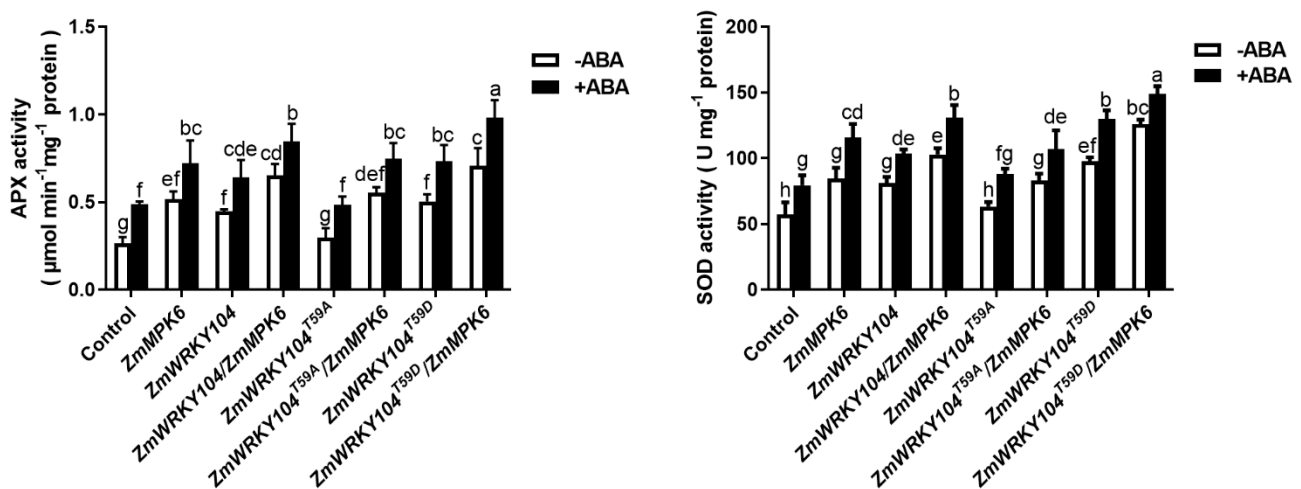 APX activity
( μmol min⁻¹mg⁻¹ protein )
1.5
1.0
0.5
0.0
g
f
ef
bc
f
cde
cd
b
g
f
def
bc
f
bc
c
a
-ABA
+ABA
Control
ZmMPK6
ZmWRKY104
ZmWRKY104/ZmMPK6
ZmWRKY104ᵀ⁵⁹ᴬ
ZmWRKY104ᵀ⁵⁹ᴬ /ZmMPK6
ZmWRKY104ᵀ⁵⁹ᴰ
ZmWRKY104ᵀ⁵⁹ᴰ /ZmMPK6
SOD activity ( U mg⁻¹ protein)
200
150
100
50
0
h
g
g
cd
g
de
e
b
h
fg
g
de
ef
b
bc
a
-ABA
+ABA
Control
ZmMPK6
ZmWRKY104
ZmWRKY104/ZmMPK6
ZmWRKY104ᵀ⁵⁹ᴬ
ZmWRKY104ᵀ⁵⁹ᴬ /ZmMPK6
ZmWRKY104ᵀ⁵⁹ᴰ
ZmWRKY104ᵀ⁵⁹ᴰ /ZmMPK6